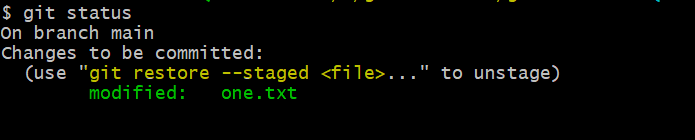 $ git status
On branch main
Changes to be committed:
  (use "git restore --staged <file>..." to unstage)
        modified:   one.txt